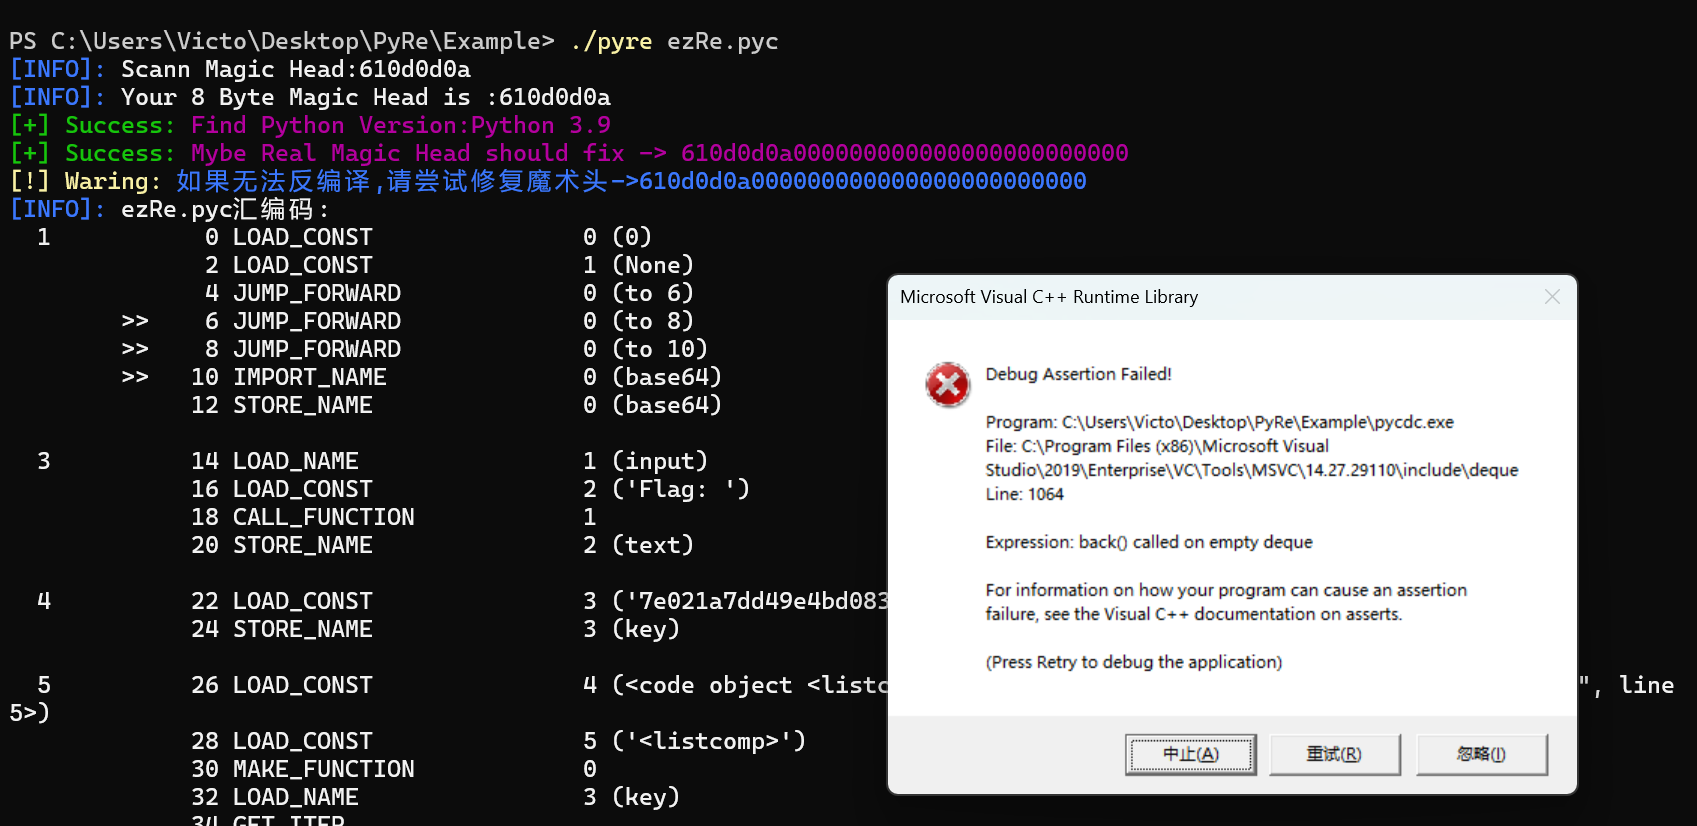 PS C:\Users\Victo\Desktop\PyRe\Example> ./pyre ezRe.pyc
[INFO]: Scann Magic Head:610d0d0a
[INFO]: Your 8 Byte Magic Head is :610d0d0a
[+] Success: Find Python Version:Python 3.9
[+] Success: Mybe Real Magic Head should fix -> 610d0d0a000000000000000000000000
[!] Waring: 如果无法反编译,请尝试修复魔术头->610d0d0a000000000000000000000000
[INFO]: ezRe.pyc汇编码:
1 0 LOAD_CONST 0 (0)
2 LOAD_CONST 1 (None)
4 JUMP_FORWARD 0 (to 6)
>> 6 JUMP_FORWARD 0 (to 8)
>> 8 JUMP_FORWARD 0 (to 10)
>> 10 IMPORT_NAME 0 (base64)
12 STORE_NAME 0 (base64)
3 14 LOAD_NAME 1 (input)
16 LOAD_CONST 2 ('Flag: ')
18 CALL_FUNCTION 1
20 STORE_NAME 2 (text)
4 22 LOAD_CONST 3 ('7e021a7dd49e4bd083
24 STORE_NAME 3 (key)
5 26 LOAD_CONST 4 (<code object <listc ", line
5>)
28 LOAD_CONST 5 ('<listcomp>')
30 MAKE_FUNCTION 0
32 LOAD_NAME 3 (key)
34 GET_ITER
Microsoft Visual C++ Runtime Library
Debug Assertion Failed!
Program: C:\Users\Victo\Desktop\PyRe\Example\pycdc.exe
File: C:\Program Files (x86)\Microsoft Visual
Studio\2019\Enterprise\VC\Tools\MSVC\14.27.29110\include\deque
Line: 1064
Expression: back() called on empty deque
For information on how your program can cause an assertion
failure, see the Visual C++ documentation on asserts.
(Press Retry to debug the application)
中止(A) 重试(R) 忽略(I)